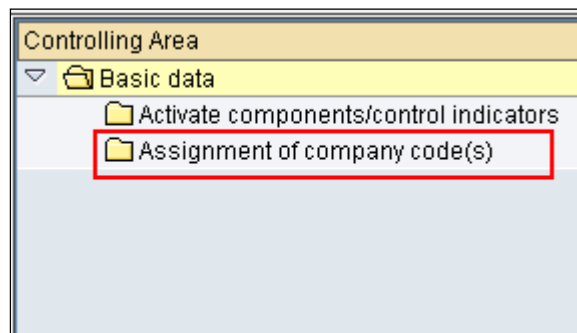 Controlling Area
Basic data
Activate components/control indicators
Assignment of company code(s)